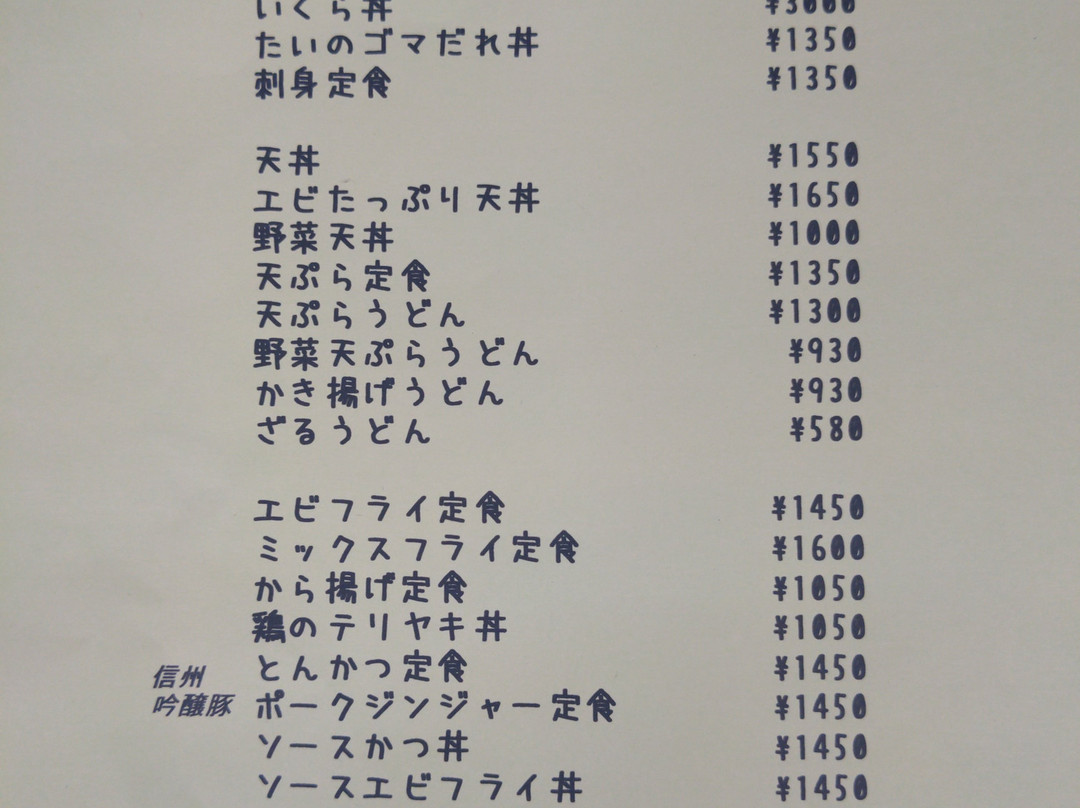 いくら丼 ¥3000
たいのゴマだれ丼 ¥1350
刺身定食 ¥1350
天丼 ¥1550
エビたっぷり天丼 ¥1650
野菜天丼 ¥1000
天ぷら定食 ¥1350
天ぷらうどん ¥1300
野菜天ぷらうどん ¥930
かき揚げうどん ¥930
ざるうどん ¥580
エビフライ定食 ¥1450
ミックスフライ定食 ¥1600
から揚げ定食 ¥1050
鶏のテリヤキ丼 ¥1050
信州 とんかつ定食 ¥1450
吟醸豚 ポークジンジャー定食 ¥1450
ソースかつ丼 ¥1450
ソースエビフライ丼 ¥1450